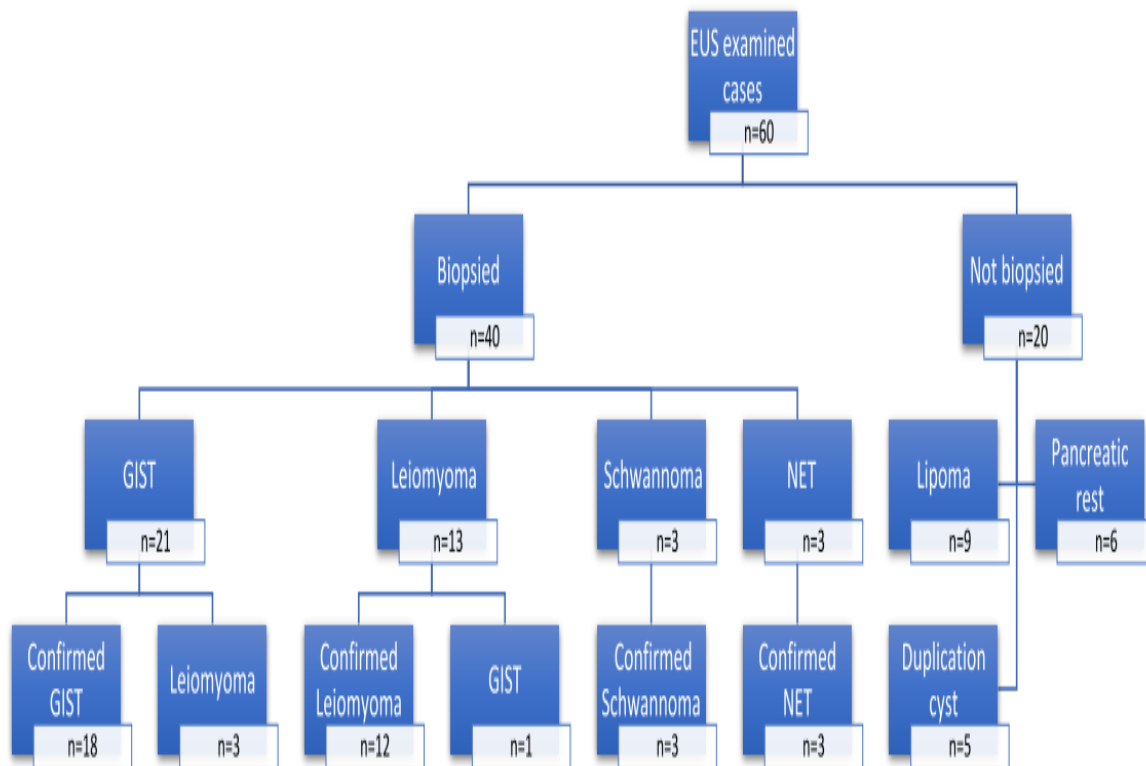 EUS examined
cases
n=60
Biopsied
n=40
Not biopsied
n=20
GIST
n=21
Leiomyoma
n=13
Schwannoma
n=3
NET
n=3
Lipoma
n=9
Pancreatic
rest
n=6
Confirmed
GIST
n=18
Leiomyoma
n=3
Confirmed
Leiomyoma
n=12
GIST
n=1
Confirmed
Schwannoma
n=3
Confirmed
NET
n=3
Duplication
cyst
n=5